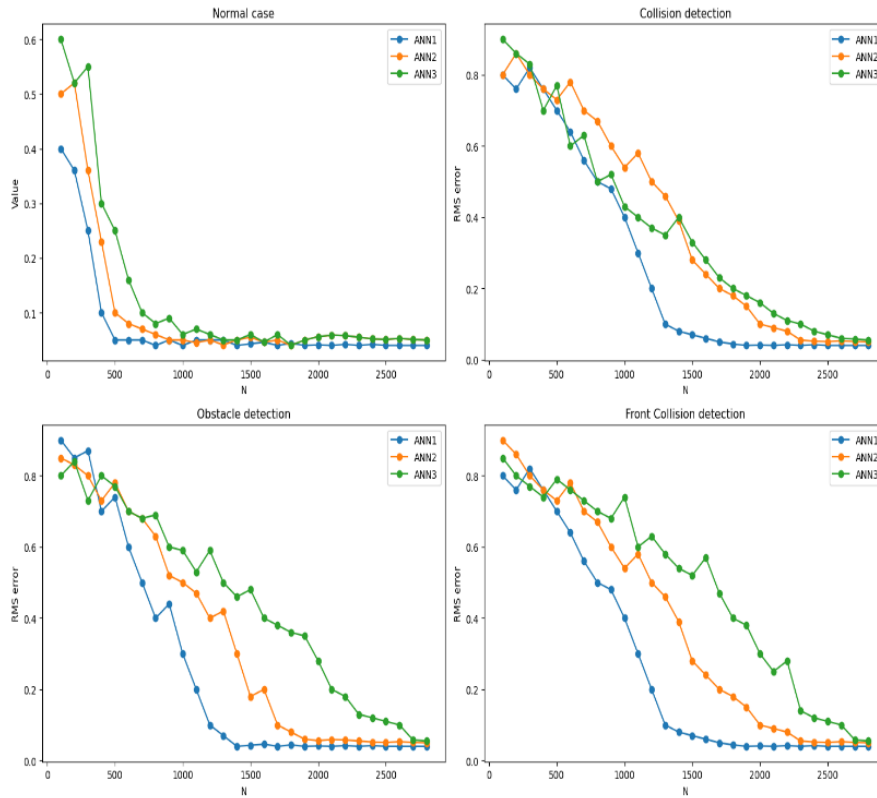 Normal case
Value
0.6
0.5
0.4
0.3
0.2
0.1
0
500
1000
1500
2000
2500
N
ANN1
ANN2
ANN3
Collision detection
RMS error
0.8
0.6
0.4
0.2
0.0
0
500
1000
1500
2000
2500
N
ANN1
ANN2
ANN3
Obstacle detection
RMS error
0.8
0.6
0.4
0.2
0.0
0
500
1000
1500
2000
2500
N
ANN1
ANN2
ANN3
Front Collision detection
RMS error
0.8
0.6
0.4
0.2
0.0
0
500
1000
1500
2000
2500
N
ANN1
ANN2
ANN3